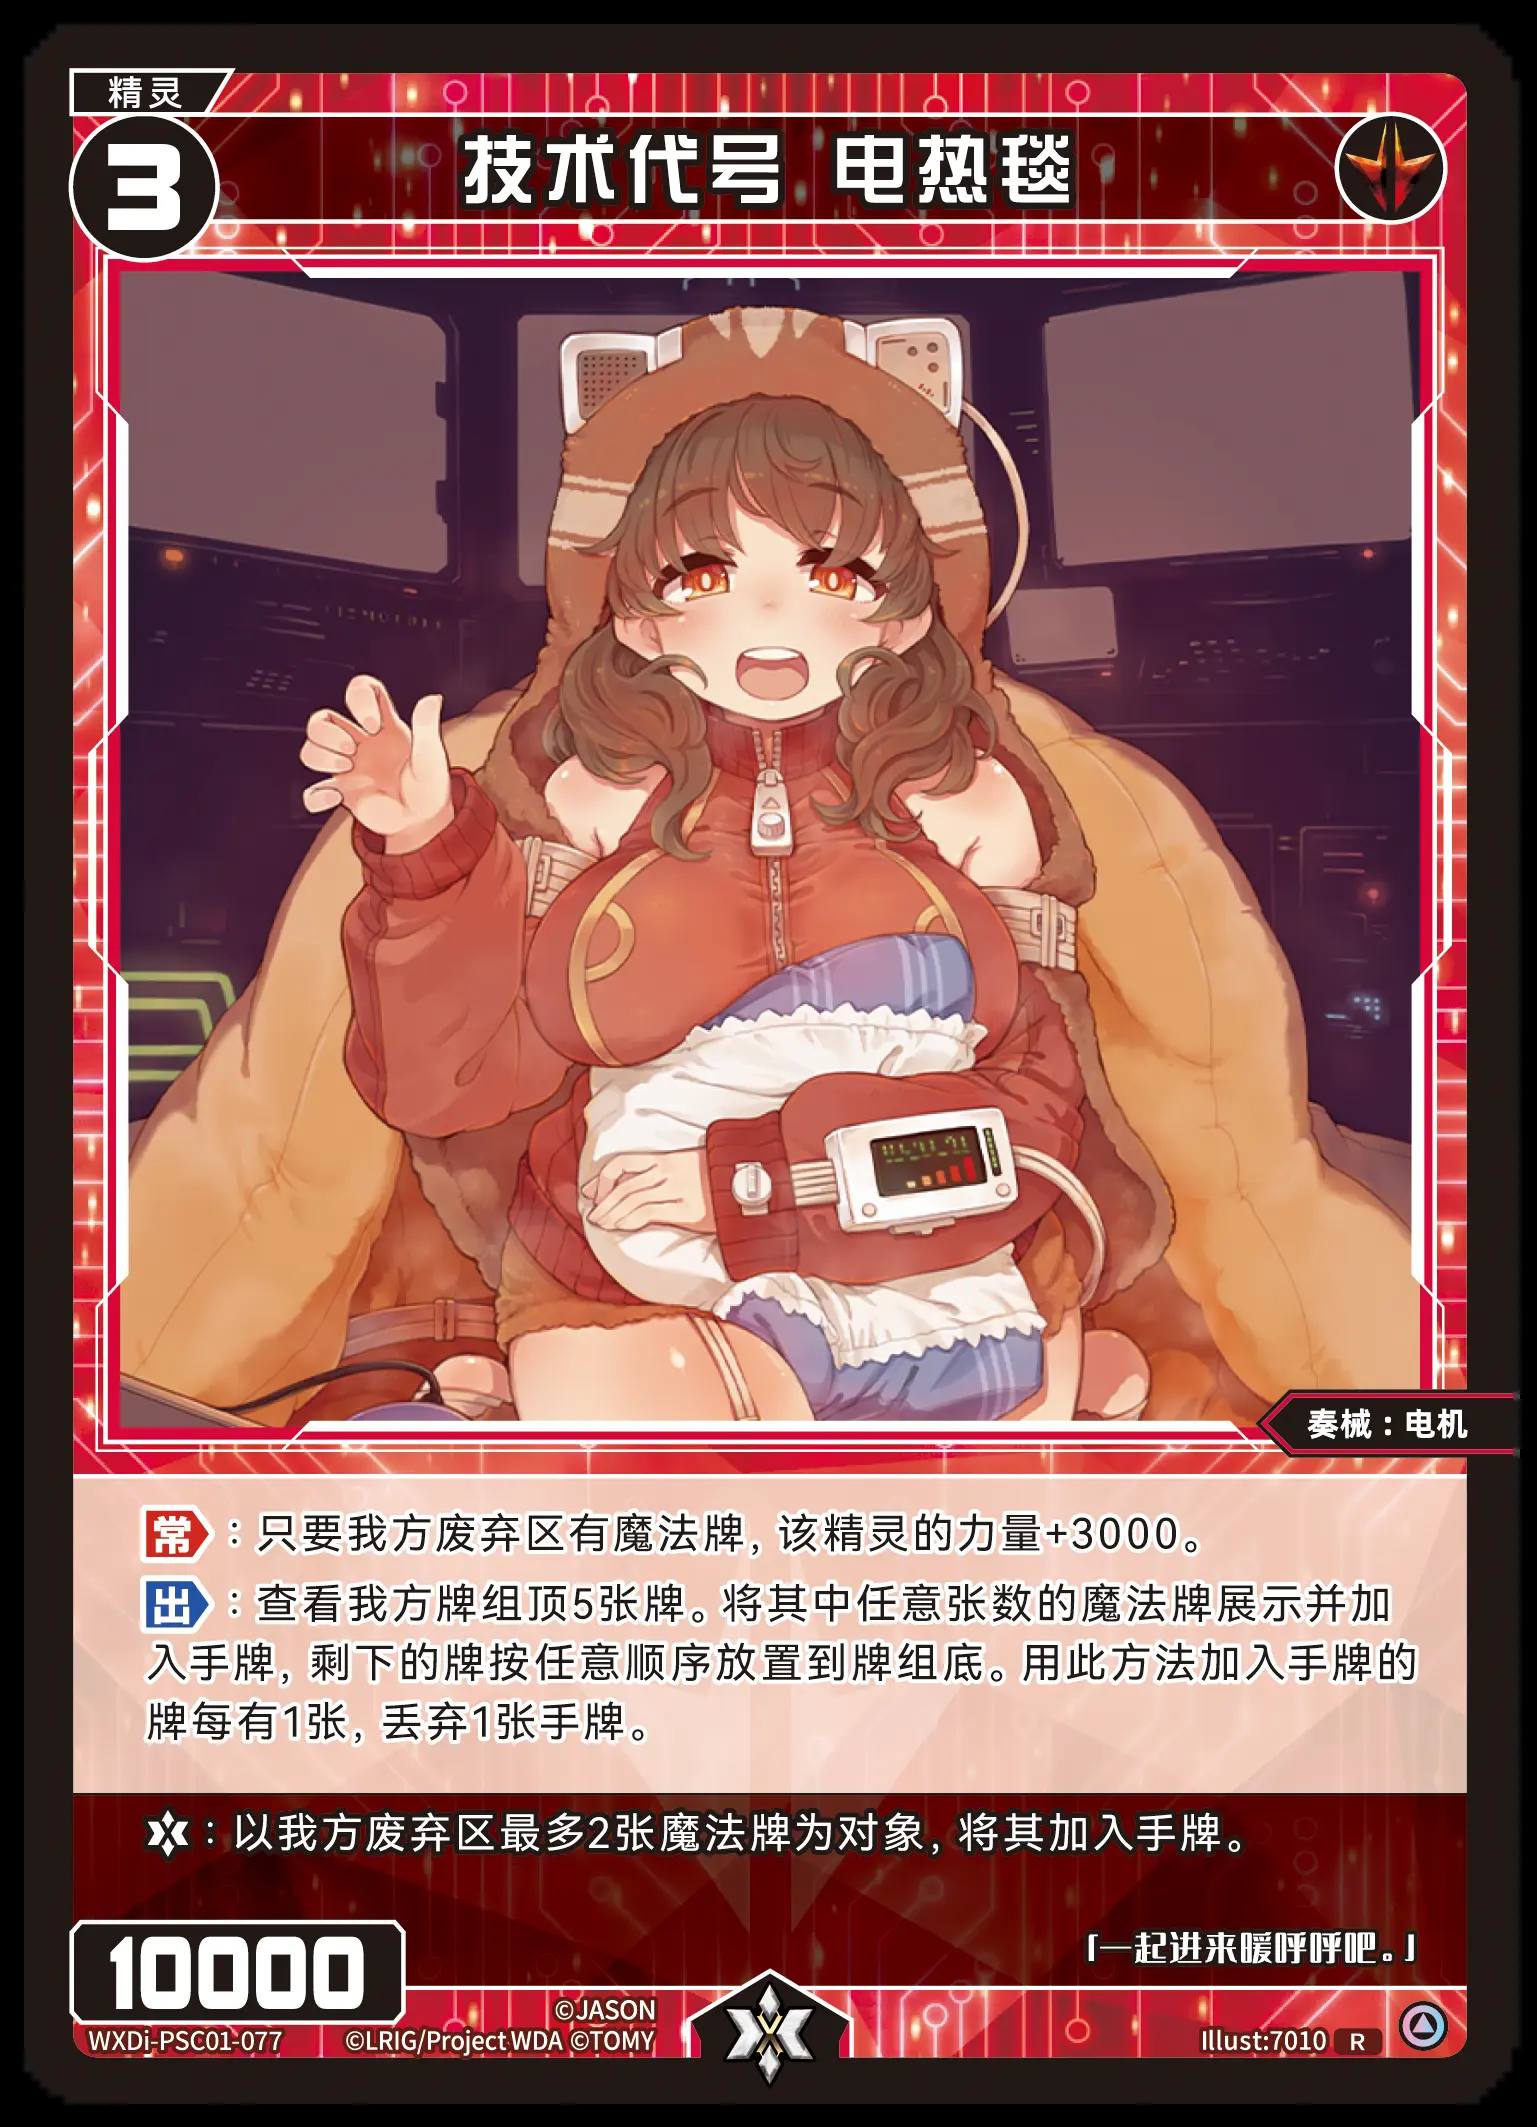 精灵
3
技术代号 电热毯
奏械：电机
常：只要我方废弃区有魔法牌，该精灵的力量+3000。
出：查看我方牌组顶5张牌。将其中任意张数的魔法牌展示并加
入手牌，剩下的牌按任意顺序放置到牌组底。用此方法加入手牌的
牌每有1张，丢弃1张手牌。
：以我方废弃区最多2张魔法牌为对象，将其加入手牌。
「一起进来暖呼呼吧。」
10000
©JASON
WXDi-PSC01-077 ©LRIG/Project WDA ©TOMY
Illust:7010 R